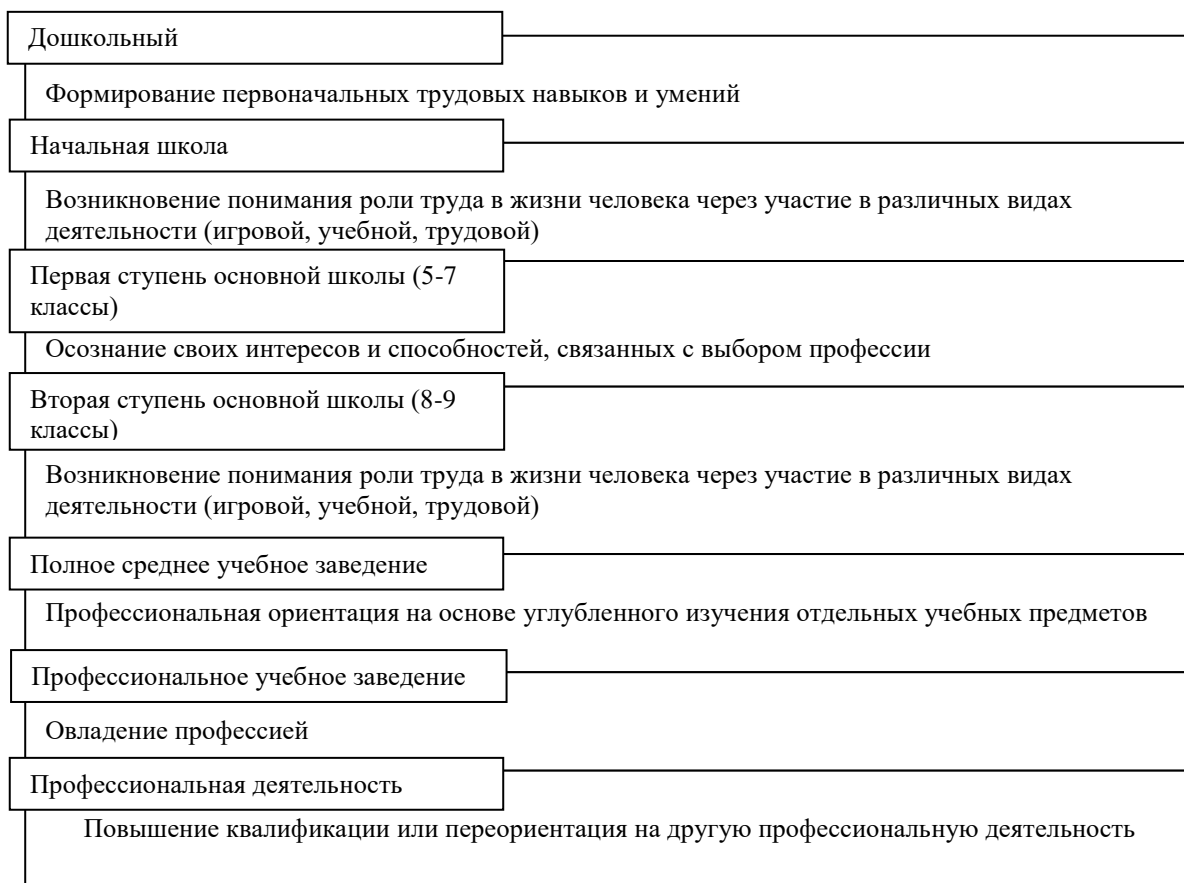 Дошкольный
Формирование первоначальных трудовых навыков и умений
Начальная школа
Возникновение понимания роли труда в жизни человека через участие в различных видах
деятельности (игровой, учебной, трудовой)
Первая ступень основной школы (5-7
классы)
Осознание своих интересов и способностей, связанных с выбором профессии
Вторая ступень основной школы (8-9
классы)
Возникновение понимания роли труда в жизни человека через участие в различных видах
деятельности (игровой, учебной, трудовой)
Полное среднее учебное заведение
Профессиональная ориентация на основе углубленного изучения отдельных учебных предметов
Профессиональное учебное заведение
Овладение профессией
Профессиональная деятельность
Повышение квалификации или переориентация на другую профессиональную деятельность